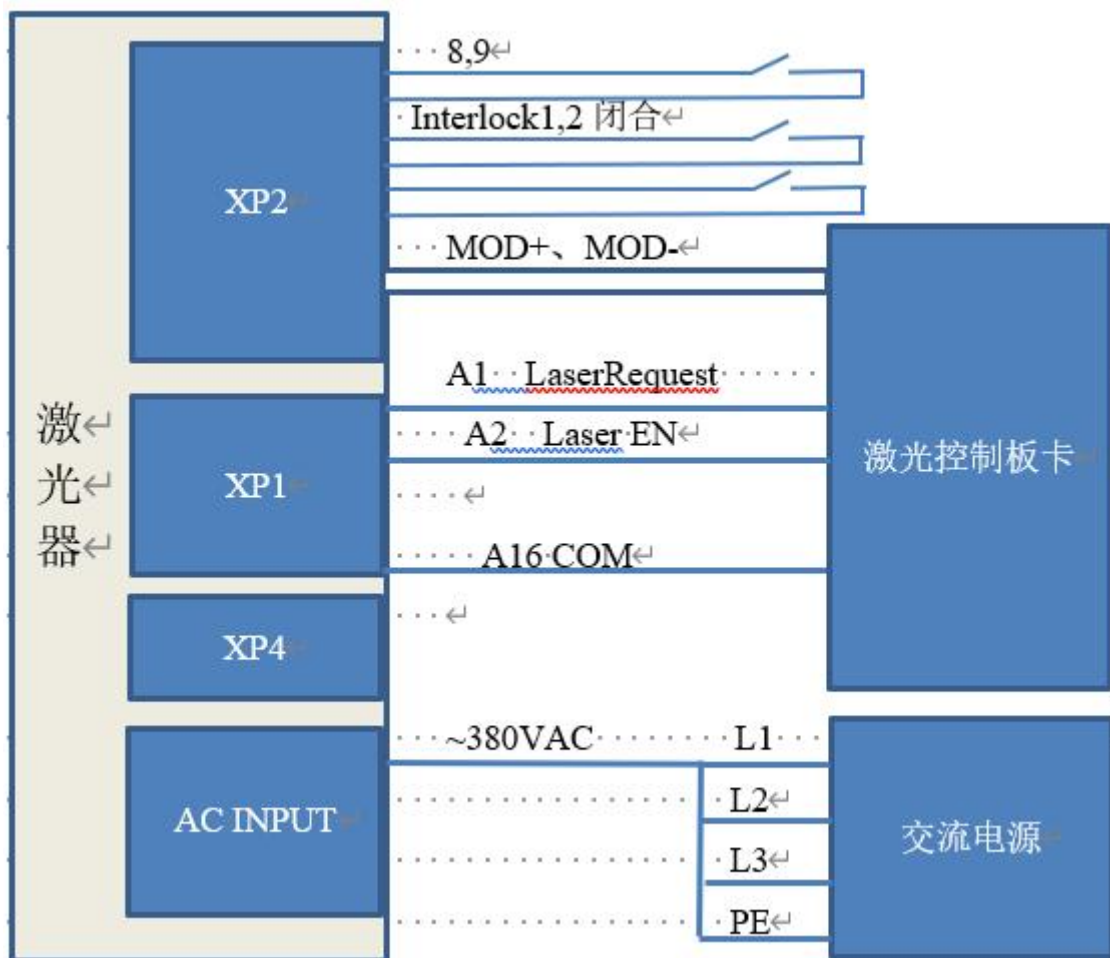 8,9
Interlock1,2 闭合
XP2
MOD+、MOD-
A1 LaserRequest
A2 Laser EN
激
光
器
XP1
激光控制板卡
A16 COM
XP4
~380VAC L1
L2
AC INPUT
交流电源
L3
PE